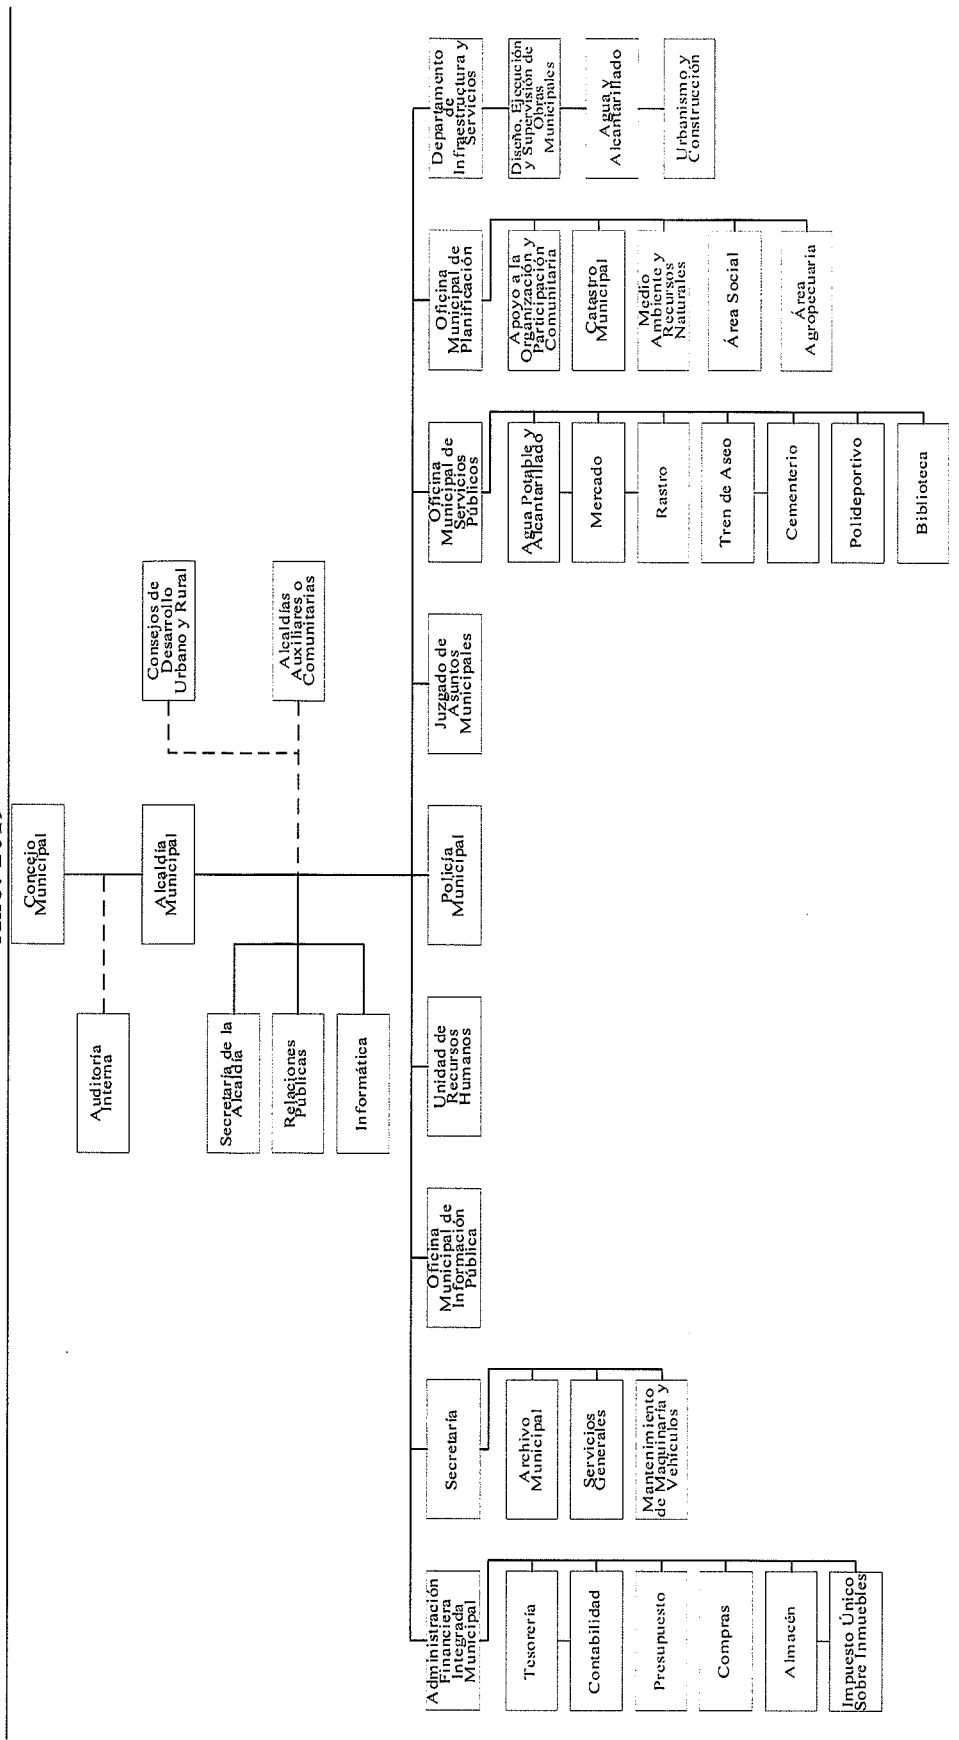 Concejo
Municipal
Auditoría
Interna
Alcaldía
Municipal
Consejos de
Desarrollo
Urbano y Rural
Secretaría de la
Alcaldía
Relaciones
Públicas
Alcaldías
Auxiliares o
Comunitarias
Informática
Administración
Financiera
Integrada
Municipal
Secretaría
Oficina
Municipal de
Información
Pública
Unidad de
Recursos
Humanos
Policía
Municipal
Juzgado de
Asuntos
Municipales
Oficina
Municipal de
Servicios
Públicos
Oficina
Municipal de
Planificación
Departamento
de
Infraestructura y
Servicios
Tesorería
Contabilidad
Presupuesto
Compras
Almacén
Impuesto Único
Sobre Inmuebles
Archivo
Municipal
Servicios
Generales
Mantenimiento
de Maquinaria y
Vehículos
Agua Potable y
Alcantarillado
Mercado
Rastro
Tren de Aseo
Cementerio
Polideportivo
Biblioteca
Apoyo a la
Organización y
Participación
Comunitaria
Catastro
Municipal
Medio
Ambiente y
Recursos
Naturales
Área Social
Área
Agropecuaria
Diseño, Ejecución
y Supervisión de
Obras
Municipales
Agua y
Alcantarillado
Urbanismo y
Construcción